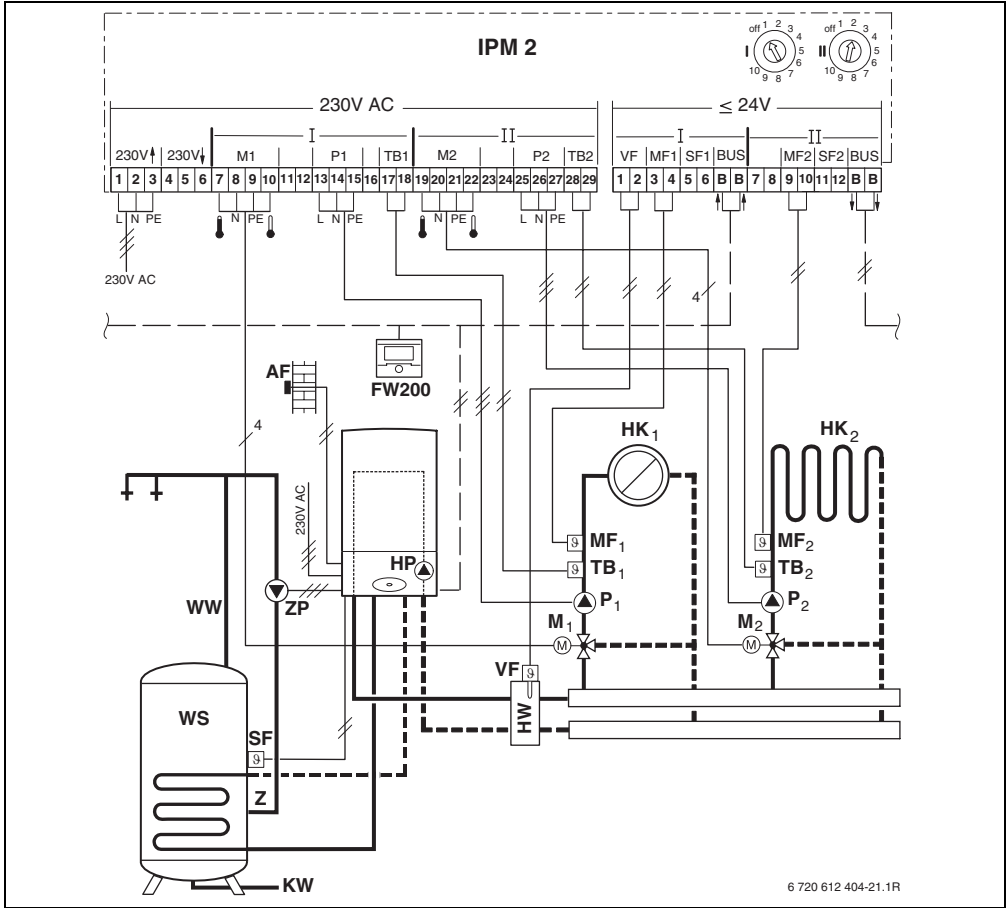 IPM 2
off 1 2 3 4 5 6 7 8 9 10
I
off 1 2 3 4 5 6 7 8 9 10
II
230V AC
≤ 24V
I
II
I
II
230V 230V M1 P1 TB1 M2 P2 TB2
VF MF1 SF1 BUS MF2 SF2 BUS
1 2 3 4 5 6 7 8 9 10 11 12 13 14 15 16 17 18 19 20 21 22 23 24 25 26 27 28 29
1 2 3 4 5 6 B B 7 8 9 10 11 12 B B
L N PE
N PE
L N PE
N PE
L N PE
230V AC
4
FW200
AF
4
HK1
HK2
230V AC
MF1
MF2
HP
TB1
TB2
ZP
P1
P2
WW
M1
M
M2
M
VF
HW
WS
SF
Z
KW
6 720 612 404-21.1R